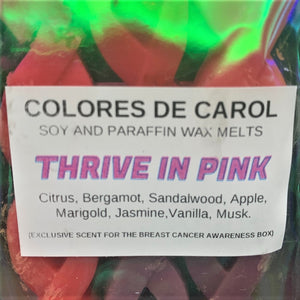 COLORES DE CAROL
SOY AND PARAFFIN WAX MELTS
THRIVE IN PINK
Citrus, Bergamot, Sandalwood, Apple,
Marigold, Jasmine,Vanilla, Musk.
(EXCLUSIVE SCENT FOR THE BREAST CANCER AWARENESS BOX)